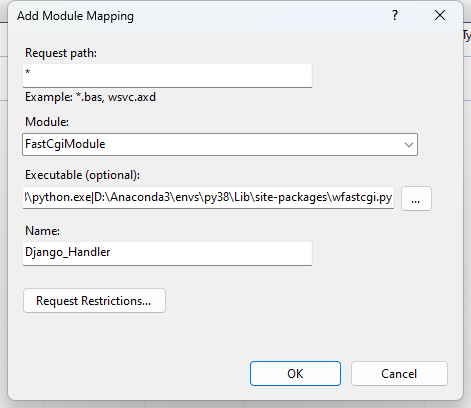 Add Module Mapping
?
Request path:
*
Example: *.bas, wsvc.axd
Module:
FastCgiModule
Executable (optional):
\python.exe|D:\Anaconda3\envs\py38\Lib\site-packages\wfastcgi.py
...
Name:
Django_Handler
Request Restrictions...
OK
Cancel